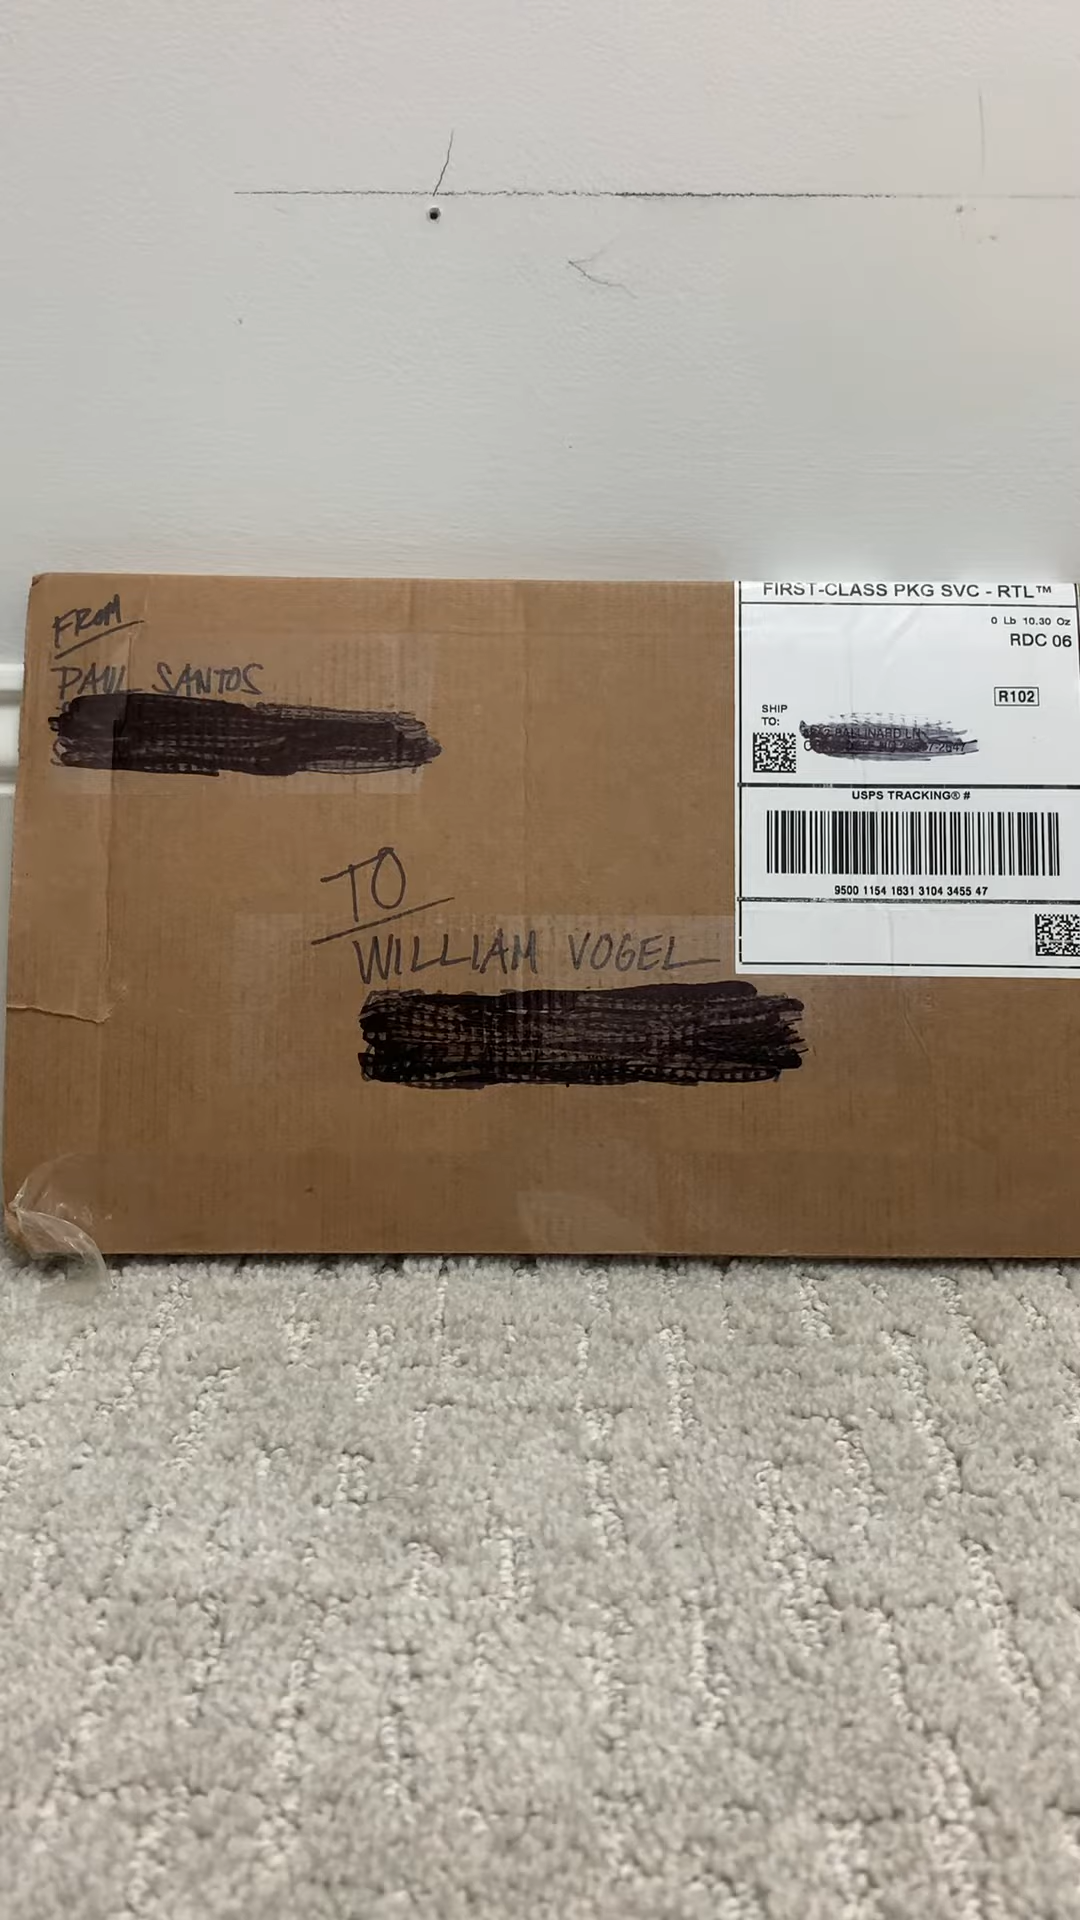 FROM
PAUL SANTOS
TO
WILLIAM VOGEL
FIRST-CLASS PKG SVC - RTL™
0 Lb 10.30 Oz
RDC 06
R102
SHIP
TO:
USPS TRACKING® #
9500 1154 1631 3104 3455 47